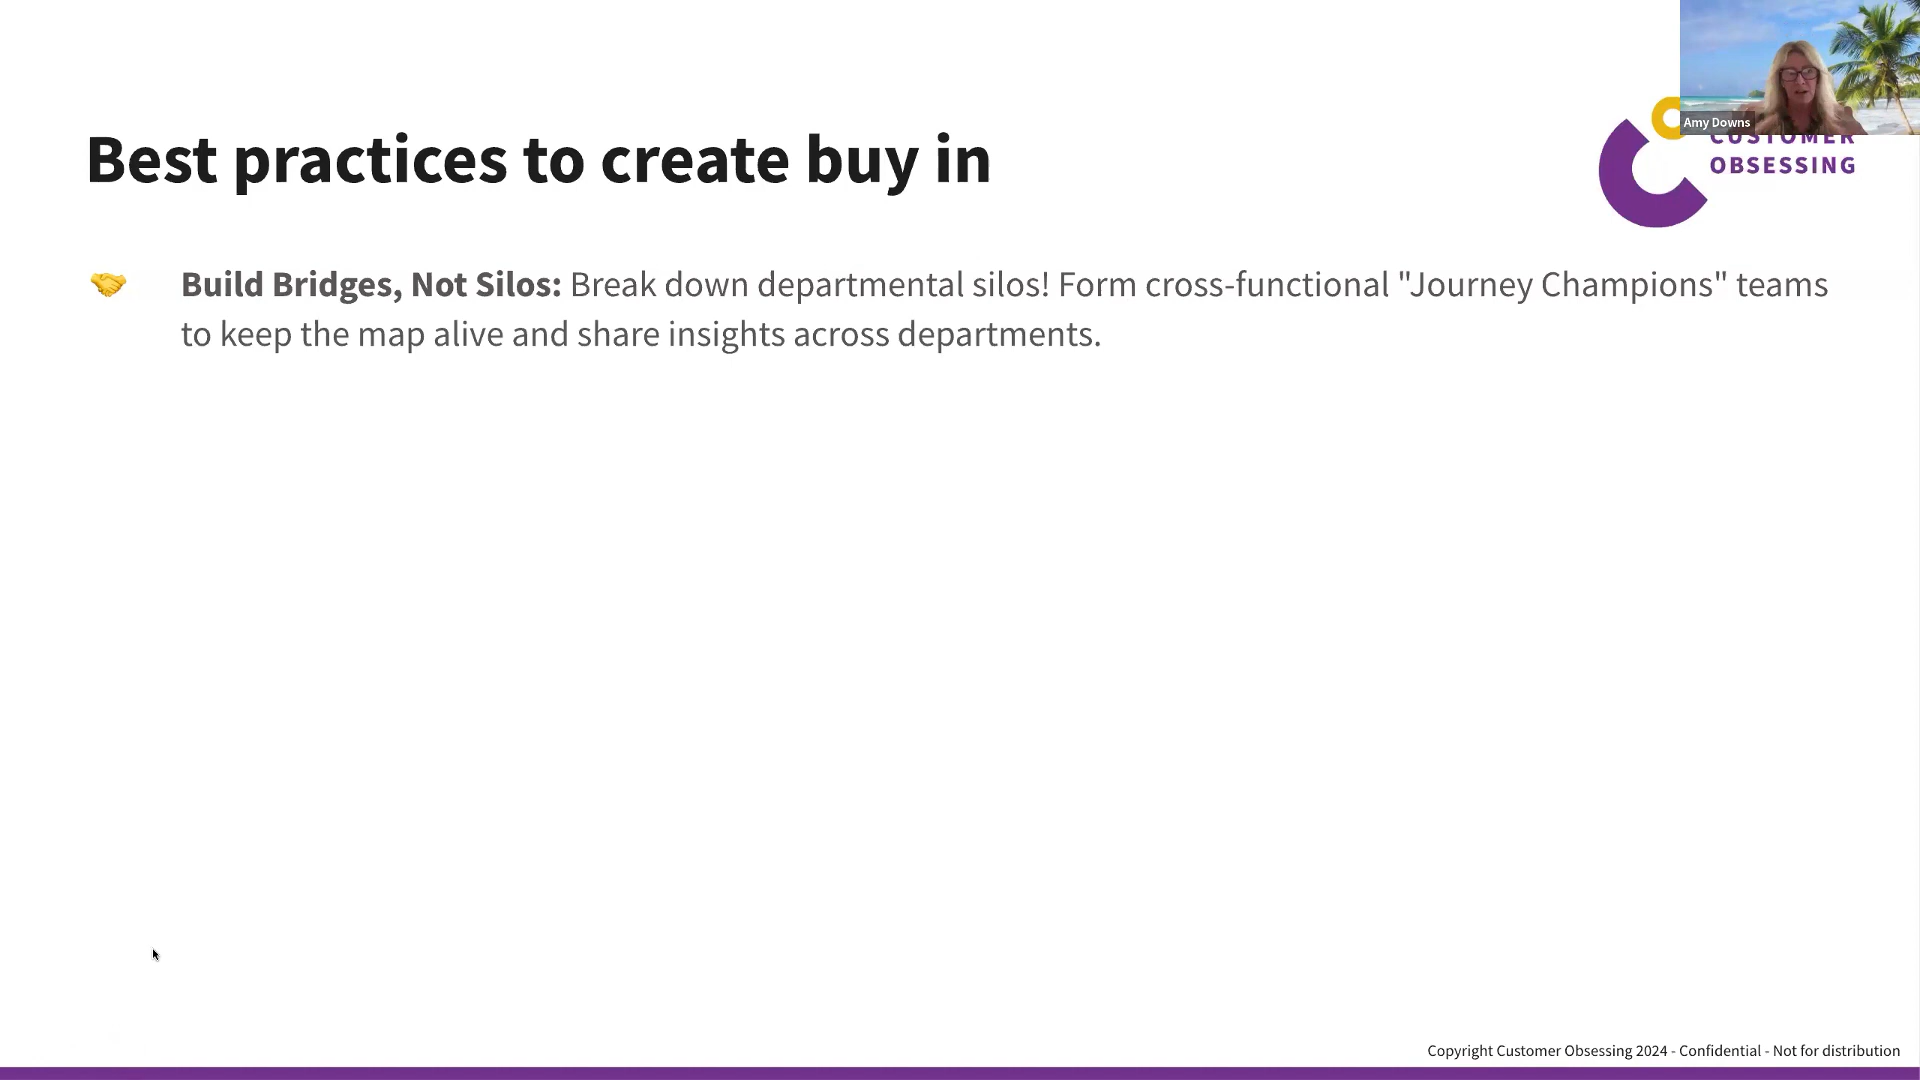 Amy Downs
CUSTOMER
OBSESSING
Best practices to create buy in
Build Bridges, Not Silos: Break down departmental silos! Form cross-functional "Journey Champions" teams
to keep the map alive and share insights across departments.
Copyright Customer Obsessing 2024 - Confidential - Not for distribution